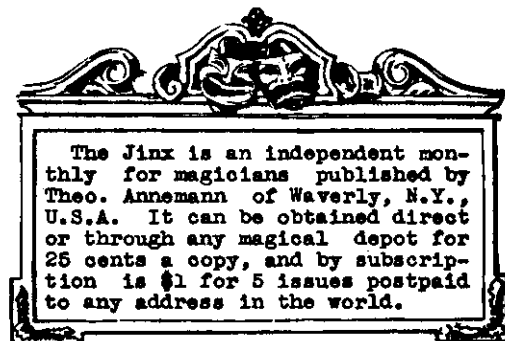 The Jinx is an independent mon-
thly for magicians published by
Theo. Annemann of Waverly, N.Y.,
U.S.A. It can be obtained direct
or through any magical depot for
25 cents a copy, and by subscrip-
tion is $1 for 5 issues postpaid
to any address in the world.